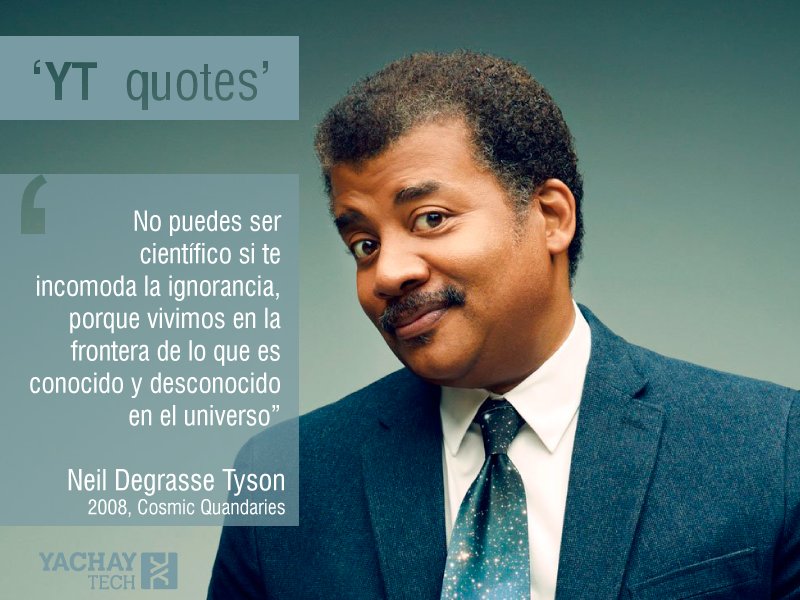 ‘YT quotes’
‘
No puedes ser
científico si te
incomoda la ignorancia,
porque vivimos en la
frontera de lo que es
conocido y desconocido
en el universo”
Neil Degrasse Tyson
2008, Cosmic Quandaries
YACHAY
TECH